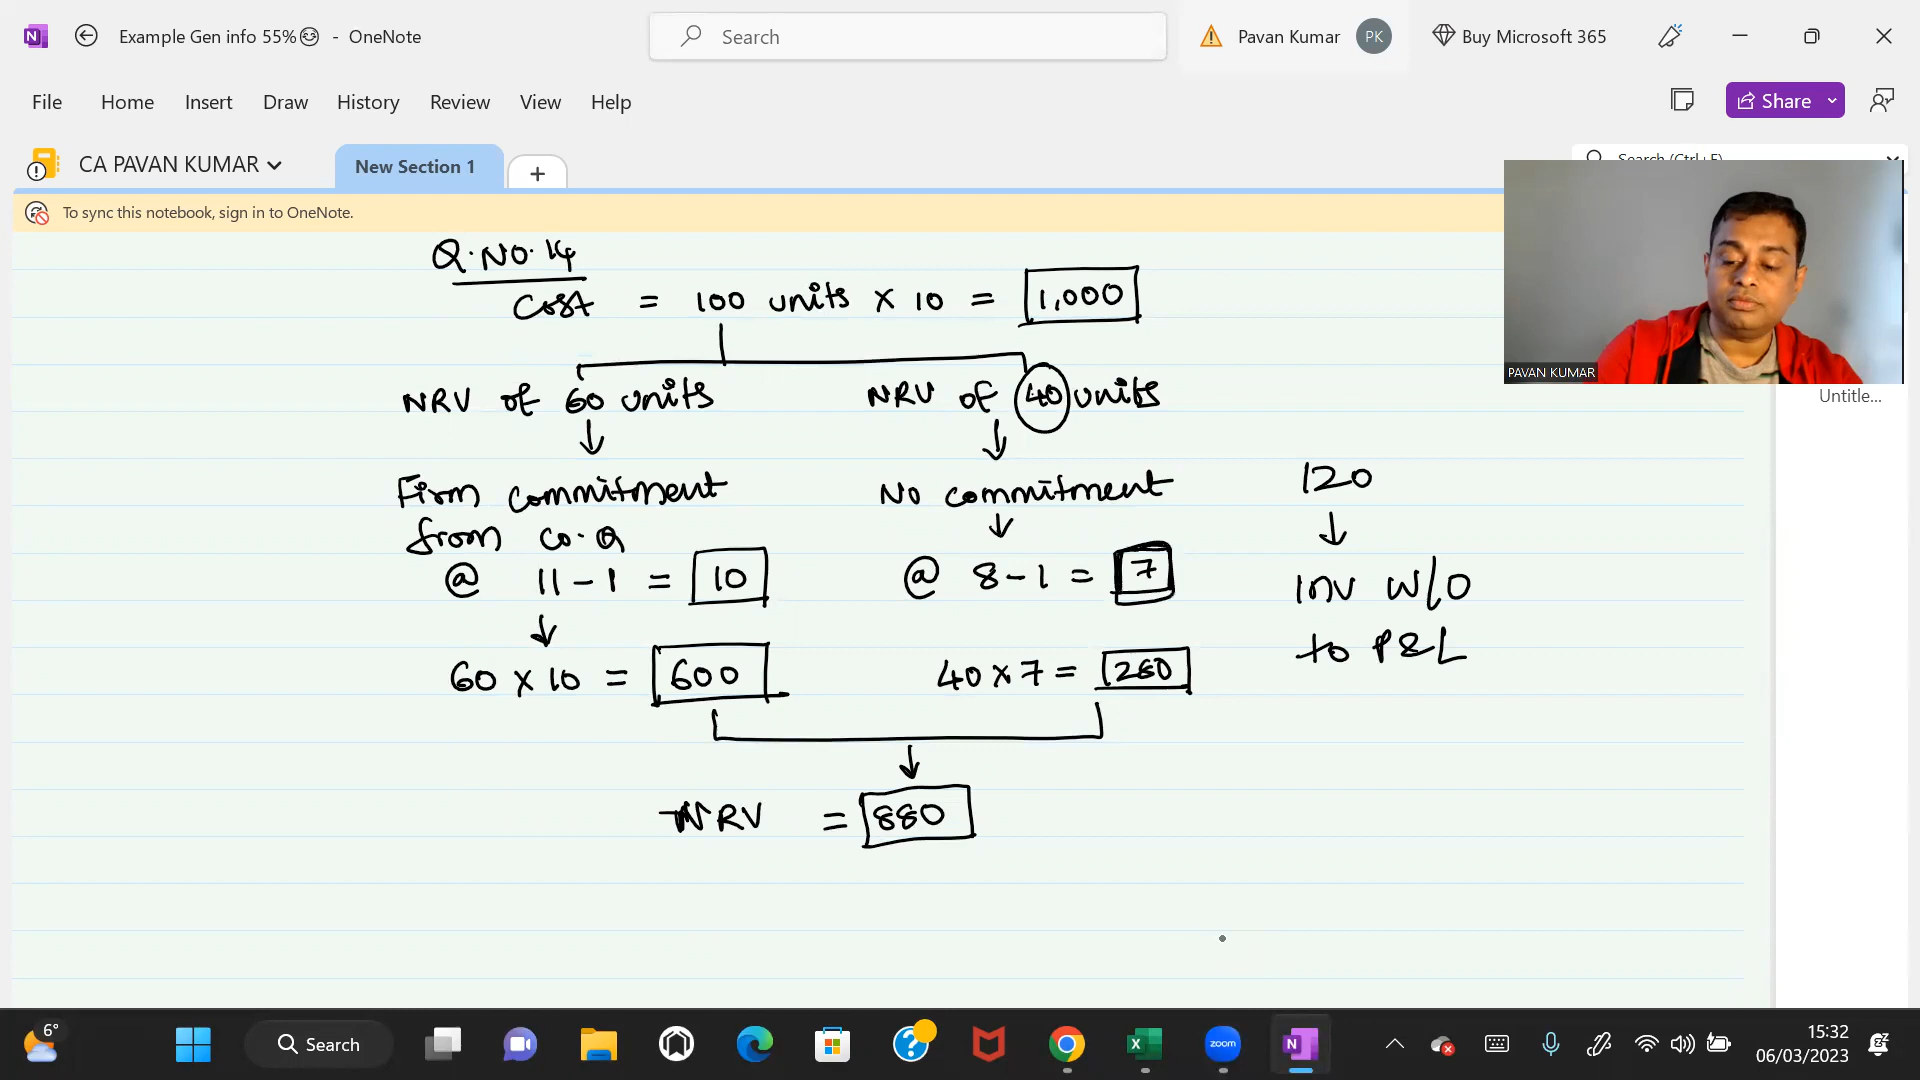 Example Gen info 55% - OneNote
Search
Pavan Kumar
PK
Buy Microsoft 365
File Home Insert Draw History Review View Help
Share
CA PAVAN KUMAR
New Section 1
+
Search (Ctrl+F)
To sync this notebook, sign in to OneNote.
PAVAN KUMAR
Untitle...
Q.NO.14
Cost = 100 units x 10 = 1,000
NRV of 60 units NRV of 40 units
Firm commitment No commitment 120
from co. Q
@ 11 - 1 = 10 @ 8 - 1 = 7 inv w/o
to P&L
60 x 10 = 600 40 x 7 = 280
NRV = 880
6°
Search
zoom
15:32
06/03/2023